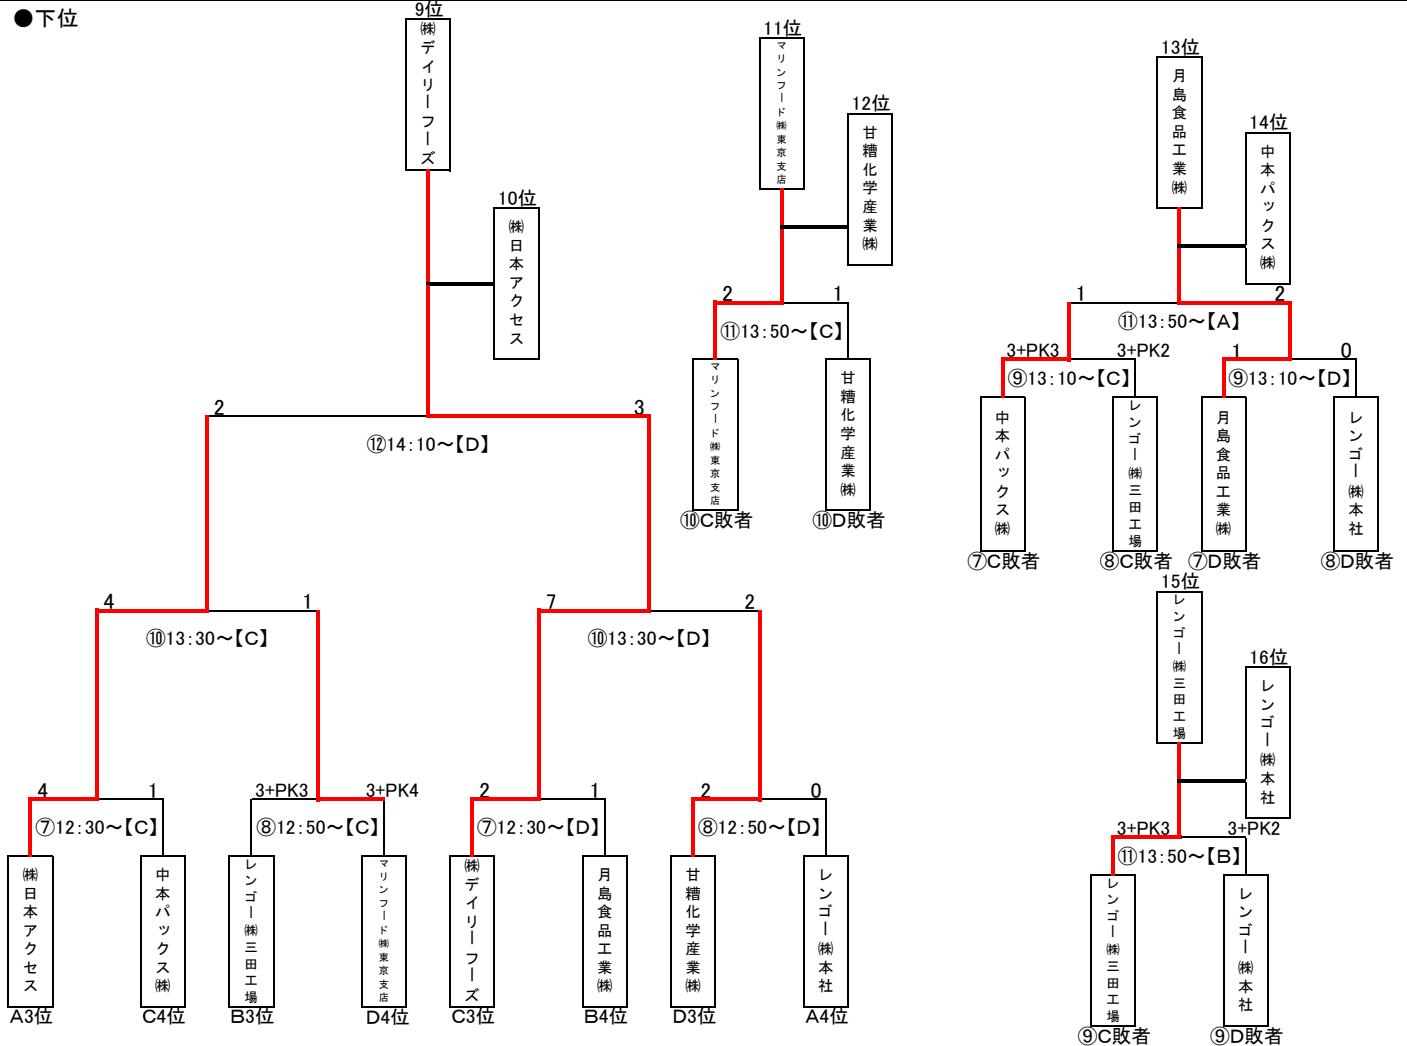 ●下位
9位
㈱デイリーフーズ
10位
㈱日本アクセス
2
3
⑫14:10～【D】
4
1
⑩13:30～【C】
7
2
⑩13:30～【D】
4
1
⑦12:30～【C】
3+PK3
3+PK4
⑧12:50～【C】
2
1
⑦12:30～【D】
2
0
⑧12:50～【D】
㈱日本アクセス
中本パックス㈱
レンゴー㈱三田工場
マリンフード㈱東京支店
㈱デイリーフーズ
月島食品工業㈱
甘糟化学産業㈱
レンゴー㈱本社
A3位
C4位
B3位
D4位
C3位
B4位
D3位
A4位
11位
マリンフード㈱東京支店
12位
甘糟化学産業㈱
2
1
⑪13:50～【C】
マリンフード㈱東京支店
甘糟化学産業㈱
⑩C敗者
⑩D敗者
13位
月島食品工業㈱
14位
中本パックス㈱
1
2
⑪13:50～【A】
3+PK3
3+PK2
⑨13:10～【C】
1
0
⑨13:10～【D】
中本パックス㈱
レンゴー㈱三田工場
月島食品工業㈱
レンゴー㈱本社
⑦C敗者
⑧C敗者
⑦D敗者
⑧D敗者
15位
レンゴー㈱三田工場
16位
レンゴー㈱本社
3+PK3
3+PK2
⑪13:50～【B】
レンゴー㈱三田工場
レンゴー㈱本社
⑨C敗者
⑨D敗者